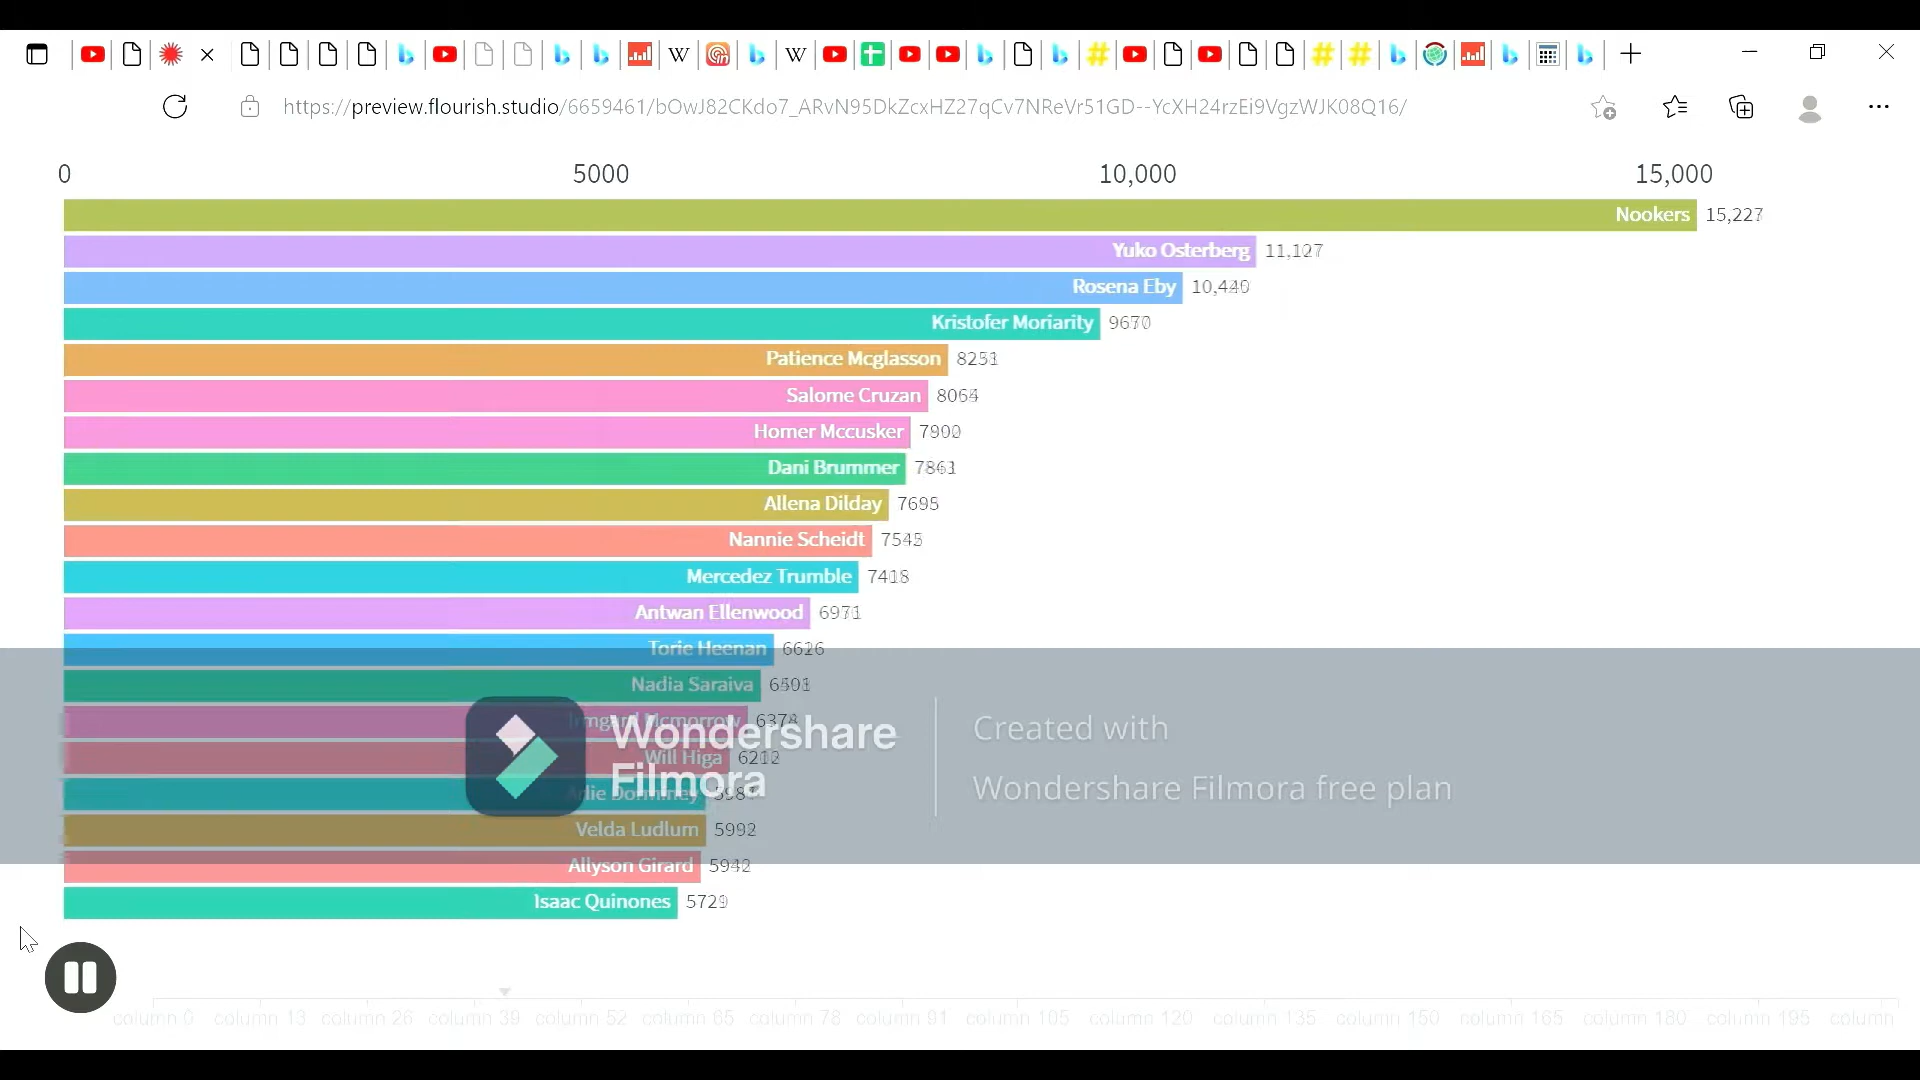 https://preview.flourish.studio/6659461/bOwJ82CKdo7_ARvN95DkZcxHZ27qCv7NReVr51GD--YcXH24rzEi9VgzWJK08Q16/
0 5000 10,000 15,000
Nookers 15,227
Yuko Osterberg 11,127
Rosena Eby 10,440
Kristofer Moriarity 9670
Patience Mcglasson 8251
Salome Cruzan 8064
Homer Mccusker 7900
Dani Brummer 7861
Allena Dilday 7695
Nannie Scheidt 7545
Mercedez Trumble 7418
Antwan Ellenwood 6971
Torie Heenan 6626
Nadia Saraiva 6501
Irmgard Mcmorrow 6374
Will Higa 6212
Dorminey
Velda Ludlum 5992
Allyson Girard 5942
Isaac Quinones 5729
Wondershare
Filmora
Created with
Wondershare Filmora free plan
column 0 column 13 column 26 column 39 column 52 column 65 column 78 column 91 column 105 column 120 column 135 column 150 column 165 column 180 column 195 column